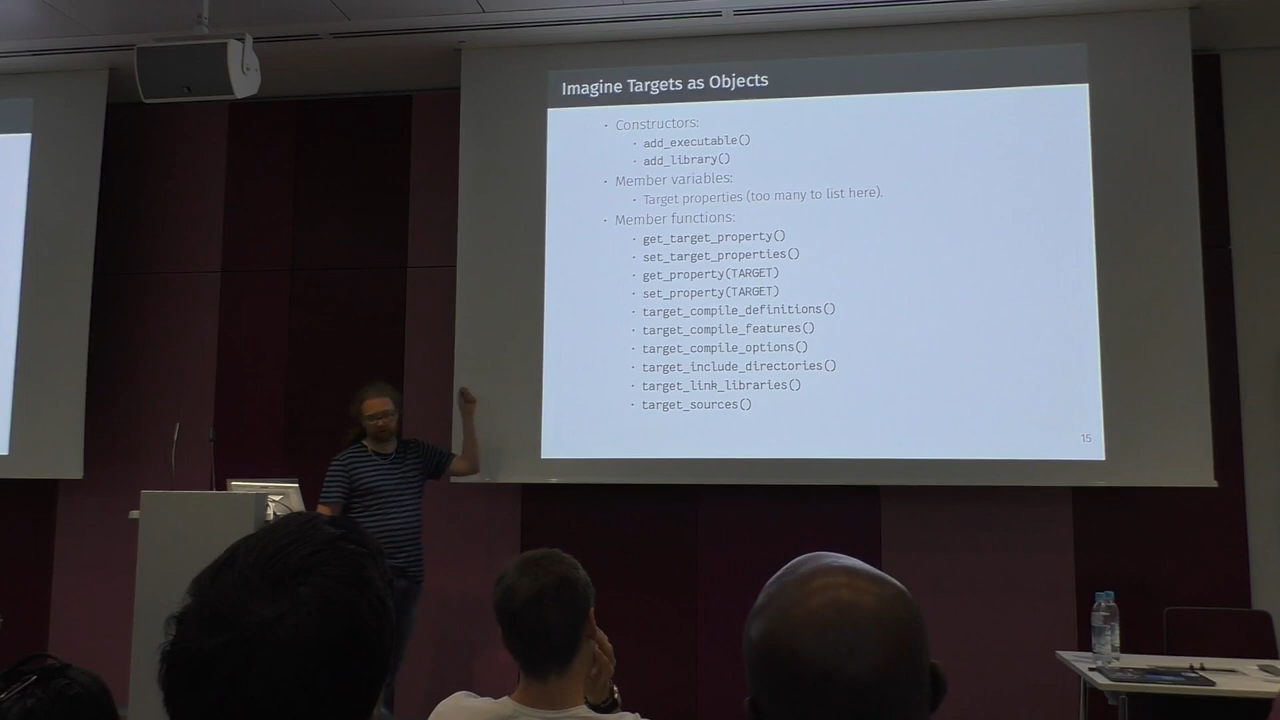 Imagine Targets as Objects
· Constructors:
· add_executable()
· add_library()
· Member variables:
· Target properties (too many to list here).
· Member functions:
· get_target_property()
· set_target_properties()
· get_property(TARGET)
· set_property(TARGET)
· target_compile_definitions()
· target_compile_features()
· target_compile_options()
· target_include_directories()
· target_link_libraries()
· target_sources()
15